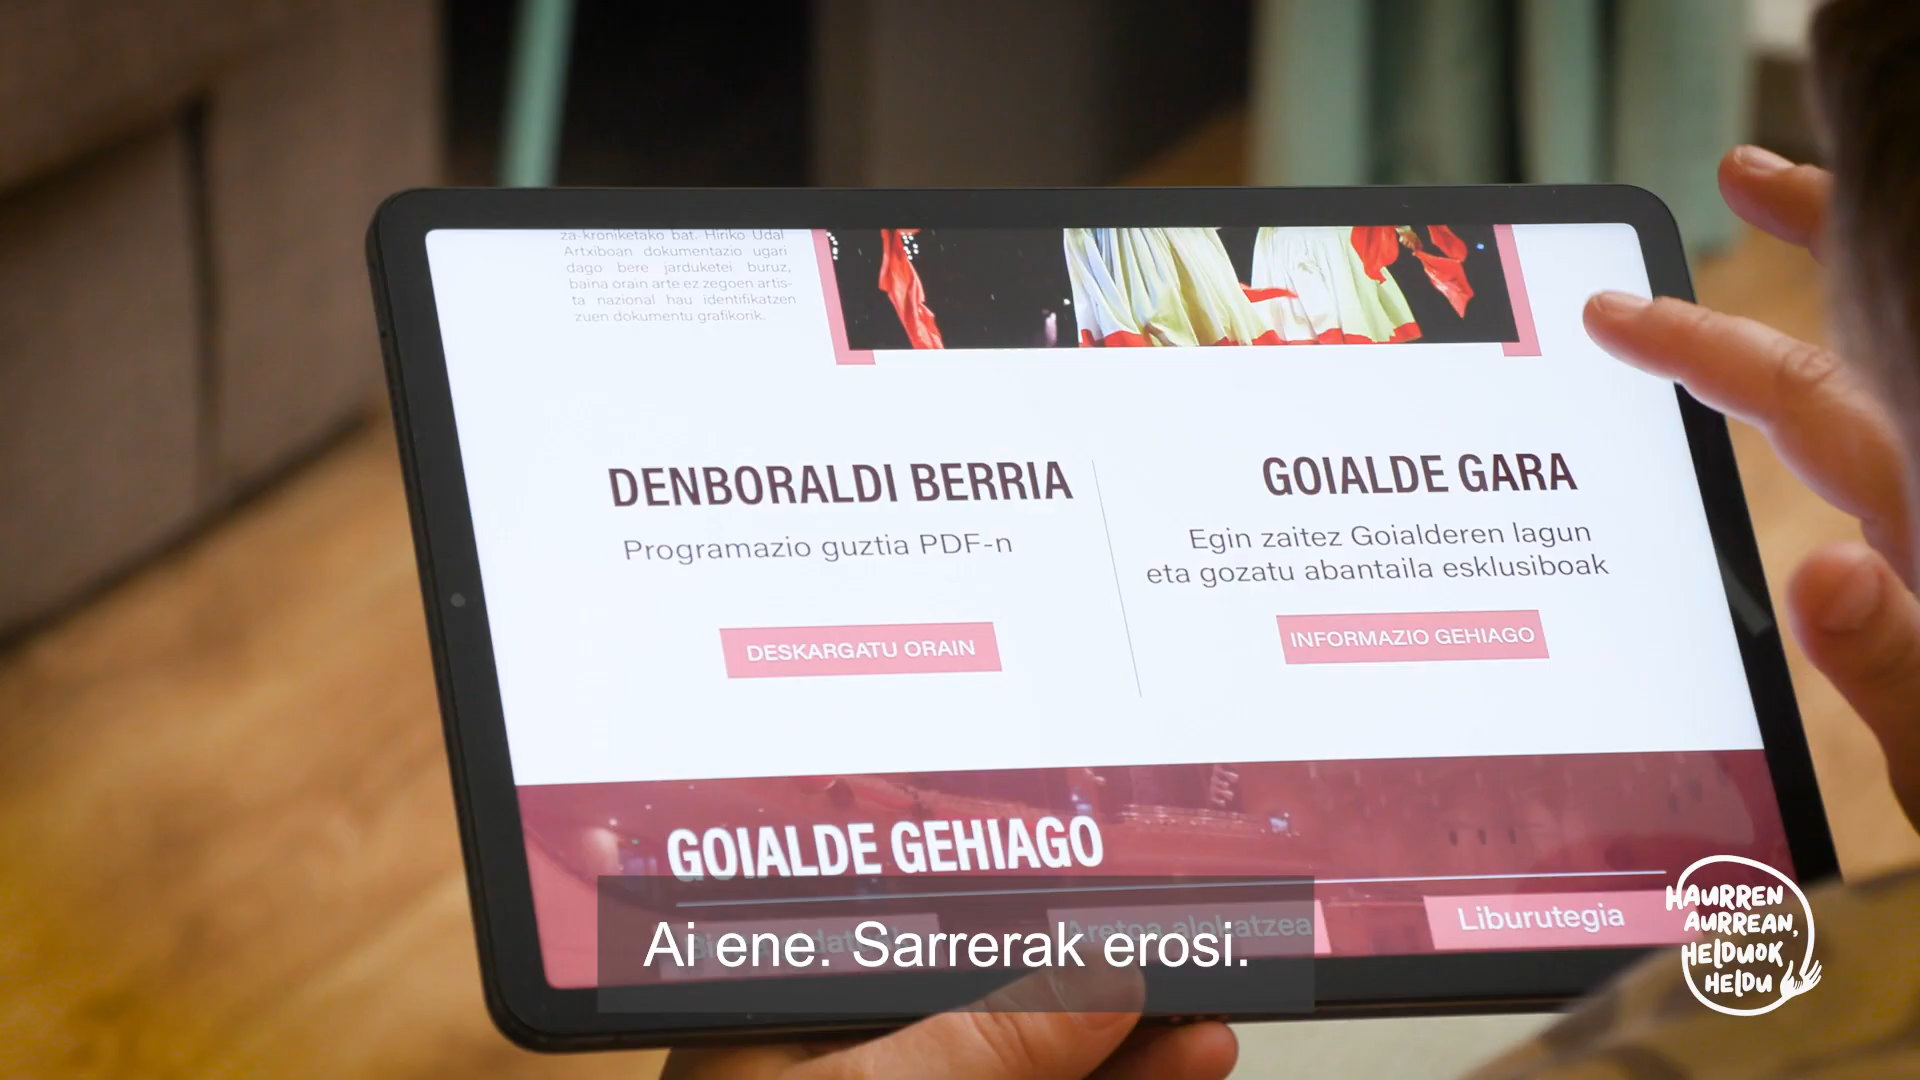 za-kroniketako bat. Hiriko Udal
Artxiboan dokumentazio ugari
dago bere jarduketei buruz,
baina orain arte ez zegoen artis-
ta nazional hau identifikatzen
zuen dokumentu grafikorik.
DENBORALDI BERRIA
Programazio guztia PDF-n
DESKARGATU ORAIN
GOIALDE GARA
Egin zaitez Goialderen lagun
eta gozatu abantaila esklusiboak
INFORMAZIO GEHIAGO
GOIALDE GEHIAGO
Aretoa alokatzea
Liburutegia
Ai ene. Sarrerak erosi.
HAURREN
AURREAN,
HELDUOK
HELDU